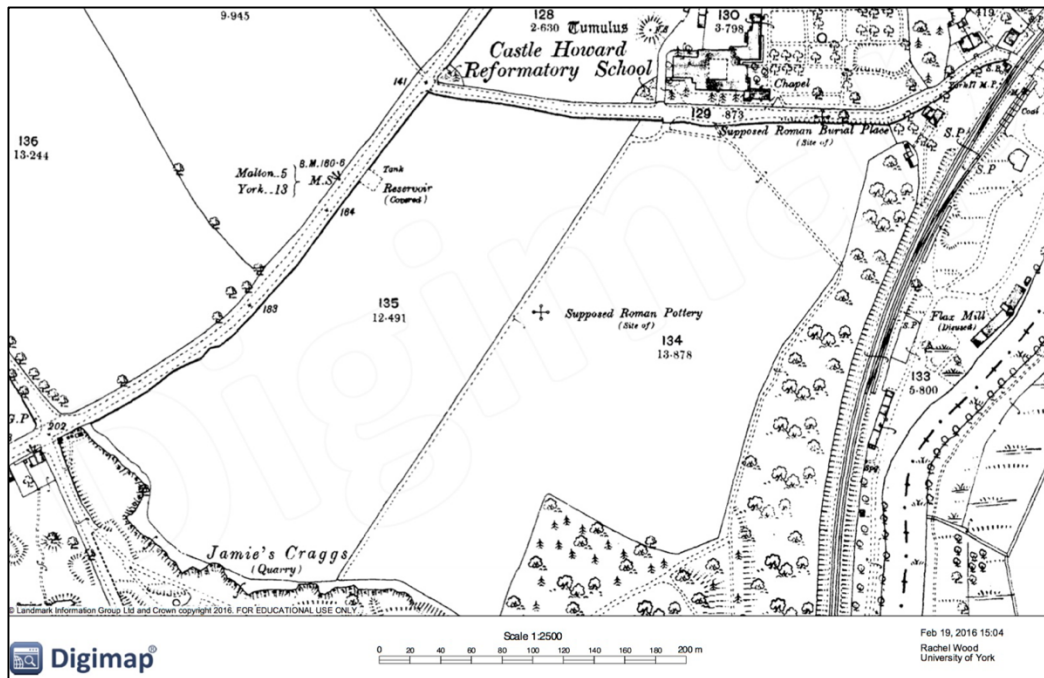 9·945
128
2·630
Tumulus
130
3·798
419
Castle Howard
Reformatory School
141
Chapel
129 ·873
Supposed Roman Burial Place
(Site of)
S.P
S.P
136
13·244
Malton..5
York..13
B.M.160·6
M.S
Tank
Reservoir
(Covered)
164
183
135
12·491
Supposed Roman Pottery
(Site of)
134
13·878
Flax Mill
(Disused)
S.P
133
5·800
G.P
202
Jamie's Craggs
(Quarry)
Digimap
© Landmark Information Group Ltd and Crown copyright 2016. FOR EDUCATIONAL USE ONLY.
Digimap®
Scale 1:2500
0 20 40 60 80 100 120 140 160 180 200 m
Feb 19, 2016 15:04
Rachel Wood
University of York